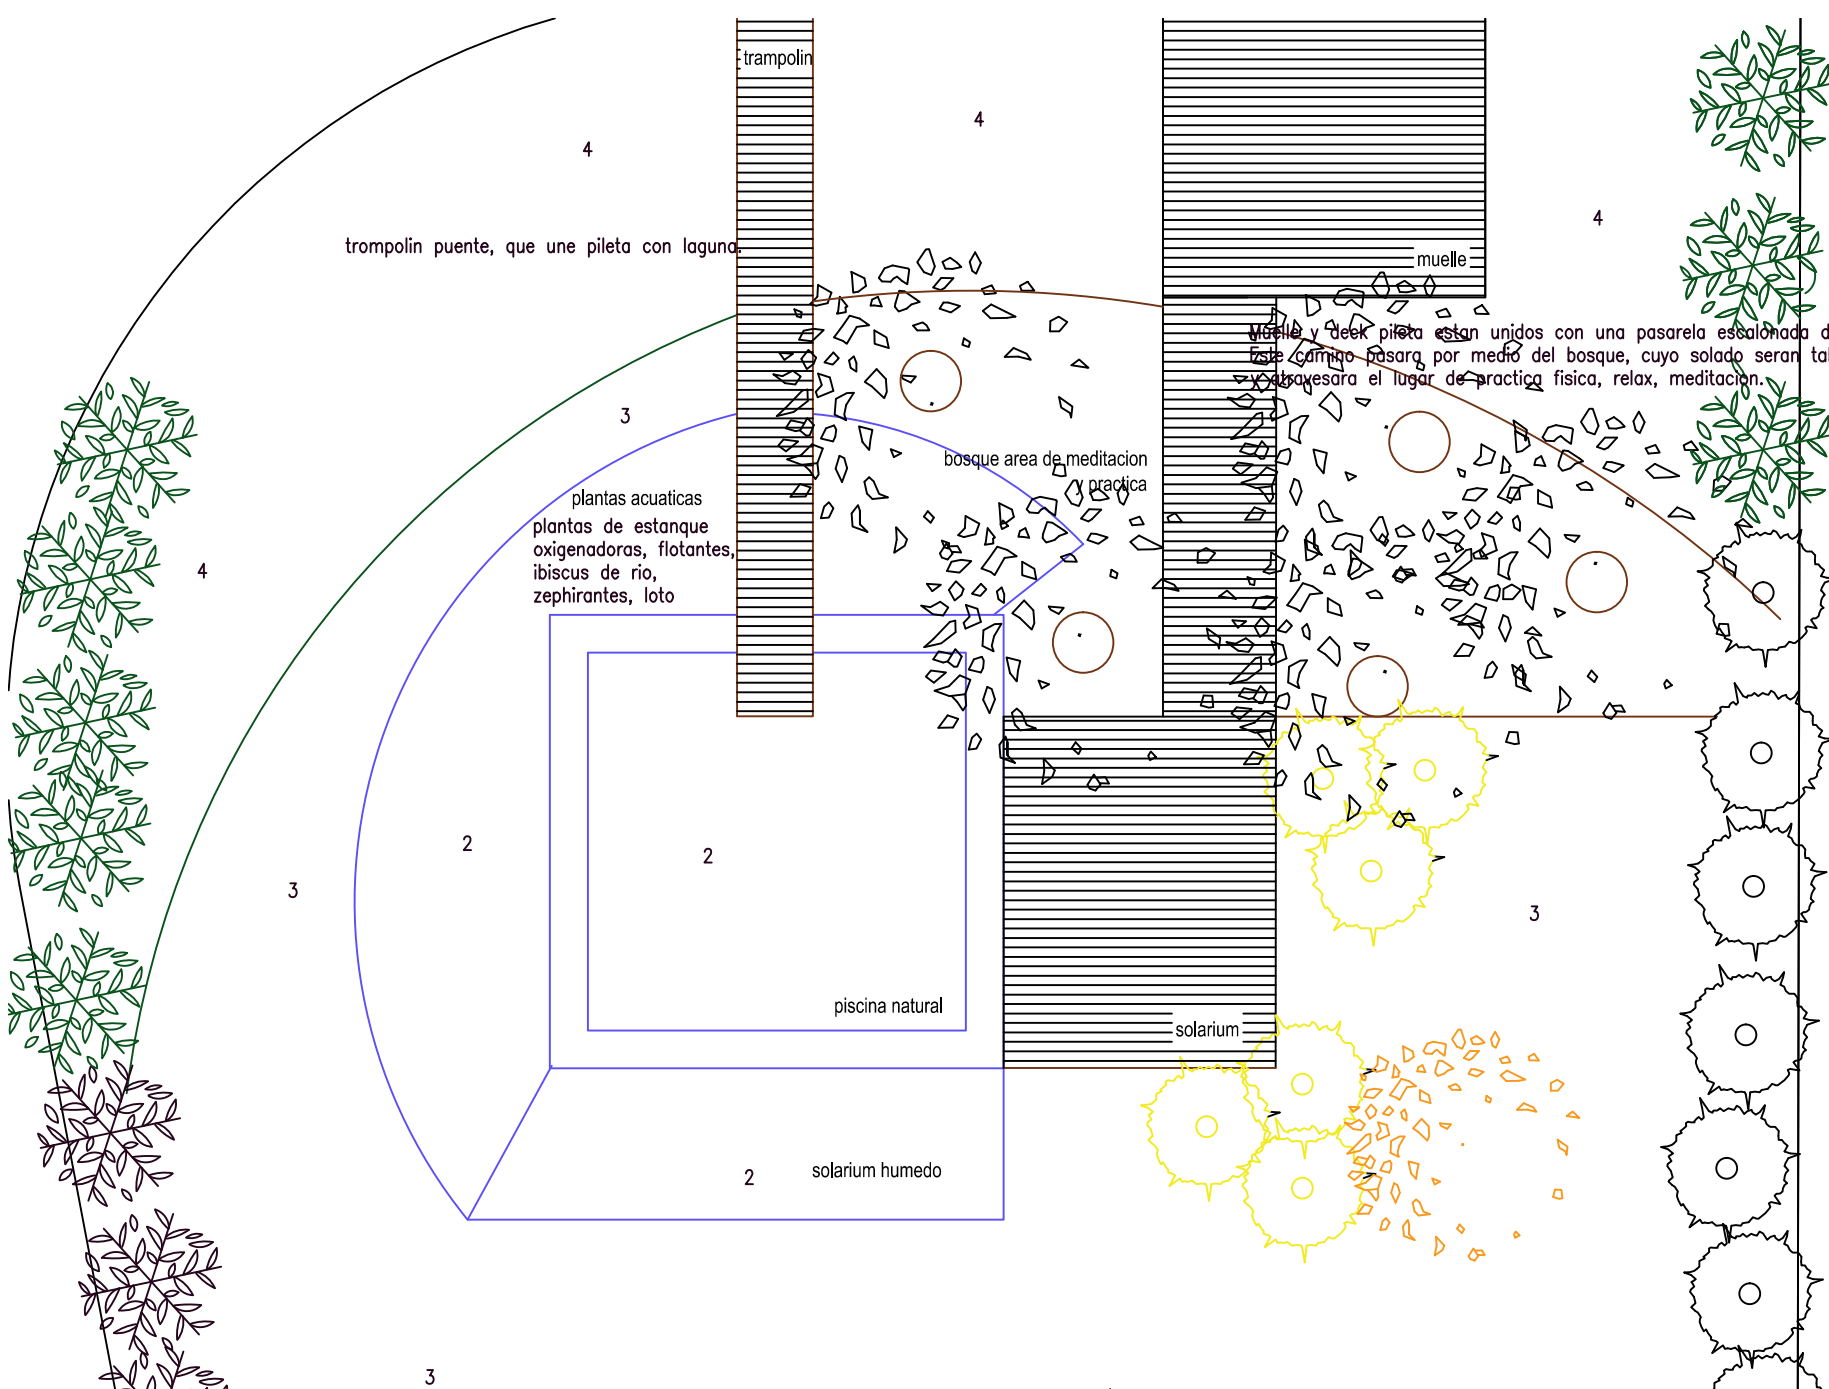 trampolin
4
4
4
trompolin puente, que une pileta con laguna.
muelle
Muelle y deck pileta estan unidos con una pasarela escalonada d
Este camino pasara por medio del bosque, cuyo solado seran tal
y atravesara el lugar de practica fisica, relax, meditacion.
3
bosque area de meditacion
y practica
plantas acuaticas
plantas de estanque
oxigenadoras, flotantes,
ibiscus de rio,
zephirantes, loto
4
2
2
3
3
piscina natural
solarium
2
solarium humedo
3